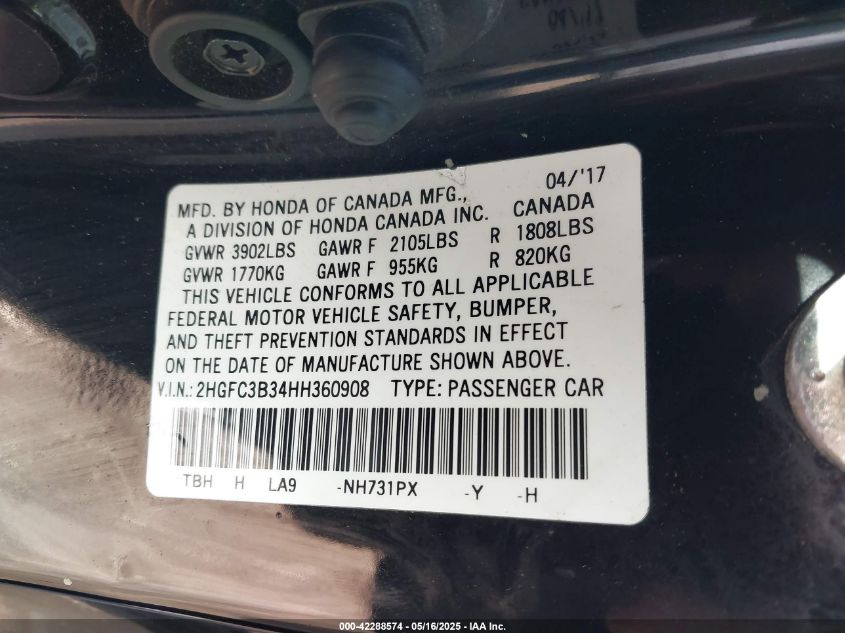 MFD. BY HONDA OF CANADA MFG., 04/'17
A DIVISION OF HONDA CANADA INC. CANADA
GVWR 3902LBS GAWR F 2105LBS R 1808LBS
GVWR 1770KG GAWR F 955KG R 820KG
THIS VEHICLE CONFORMS TO ALL APPLICABLE
FEDERAL MOTOR VEHICLE SAFETY, BUMPER,
AND THEFT PREVENTION STANDARDS IN EFFECT
ON THE DATE OF MANUFACTURE SHOWN ABOVE.
V.I.N.: 2HGFC3B34HH360908 TYPE: PASSENGER CAR
TBH H LA9 -NH731PX -Y -H
000-42288574 - 05/16/2025 - IAA Inc.